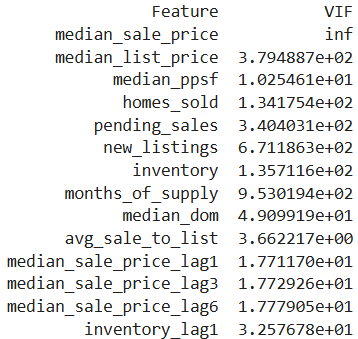 Feature VIF
median_sale_price inf
median_list_price 3.794887e+02
median_ppsf 1.025461e+01
homes_sold 1.341754e+02
pending_sales 3.404031e+02
new_listings 6.711863e+02
inventory 1.357116e+02
months_of_supply 9.530194e+02
median_dom 4.909919e+01
avg_sale_to_list 3.662217e+00
median_sale_price_lag1 1.771170e+01
median_sale_price_lag3 1.772926e+01
median_sale_price_lag6 1.777905e+01
inventory_lag1 3.257678e+01